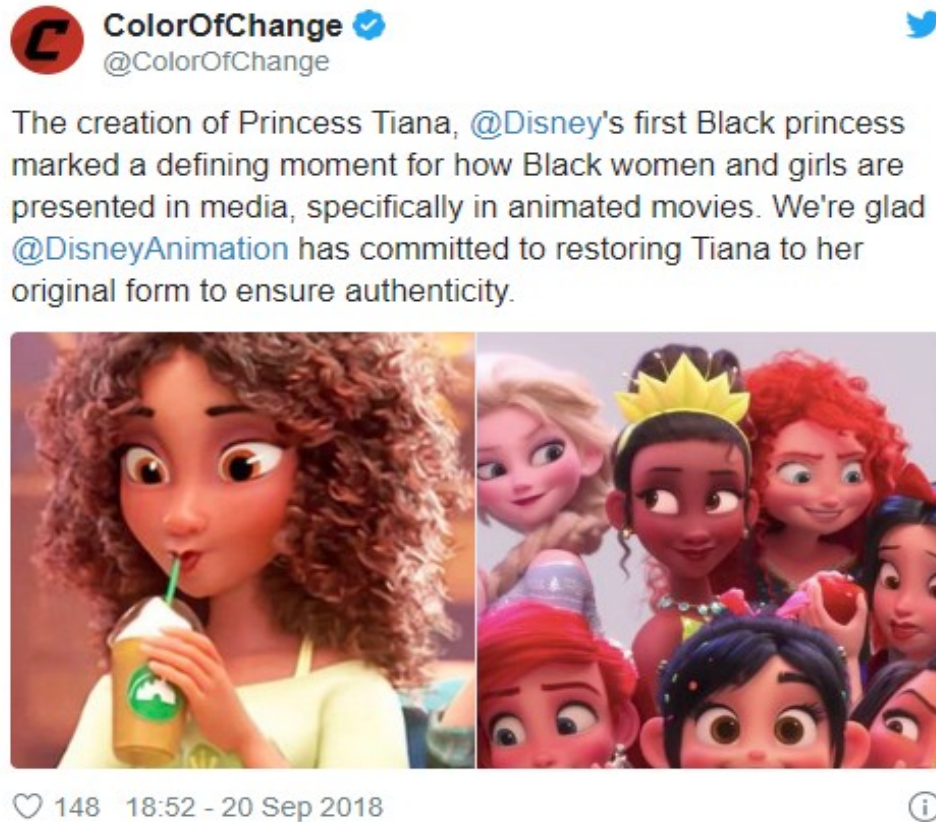 ColorOfChange
@ColorOfChange
The creation of Princess Tiana, @Disney's first Black princess
marked a defining moment for how Black women and girls are
presented in media, specifically in animated movies. We're glad
@DisneyAnimation has committed to restoring Tiana to her
original form to ensure authenticity.
148 18:52 - 20 Sep 2018